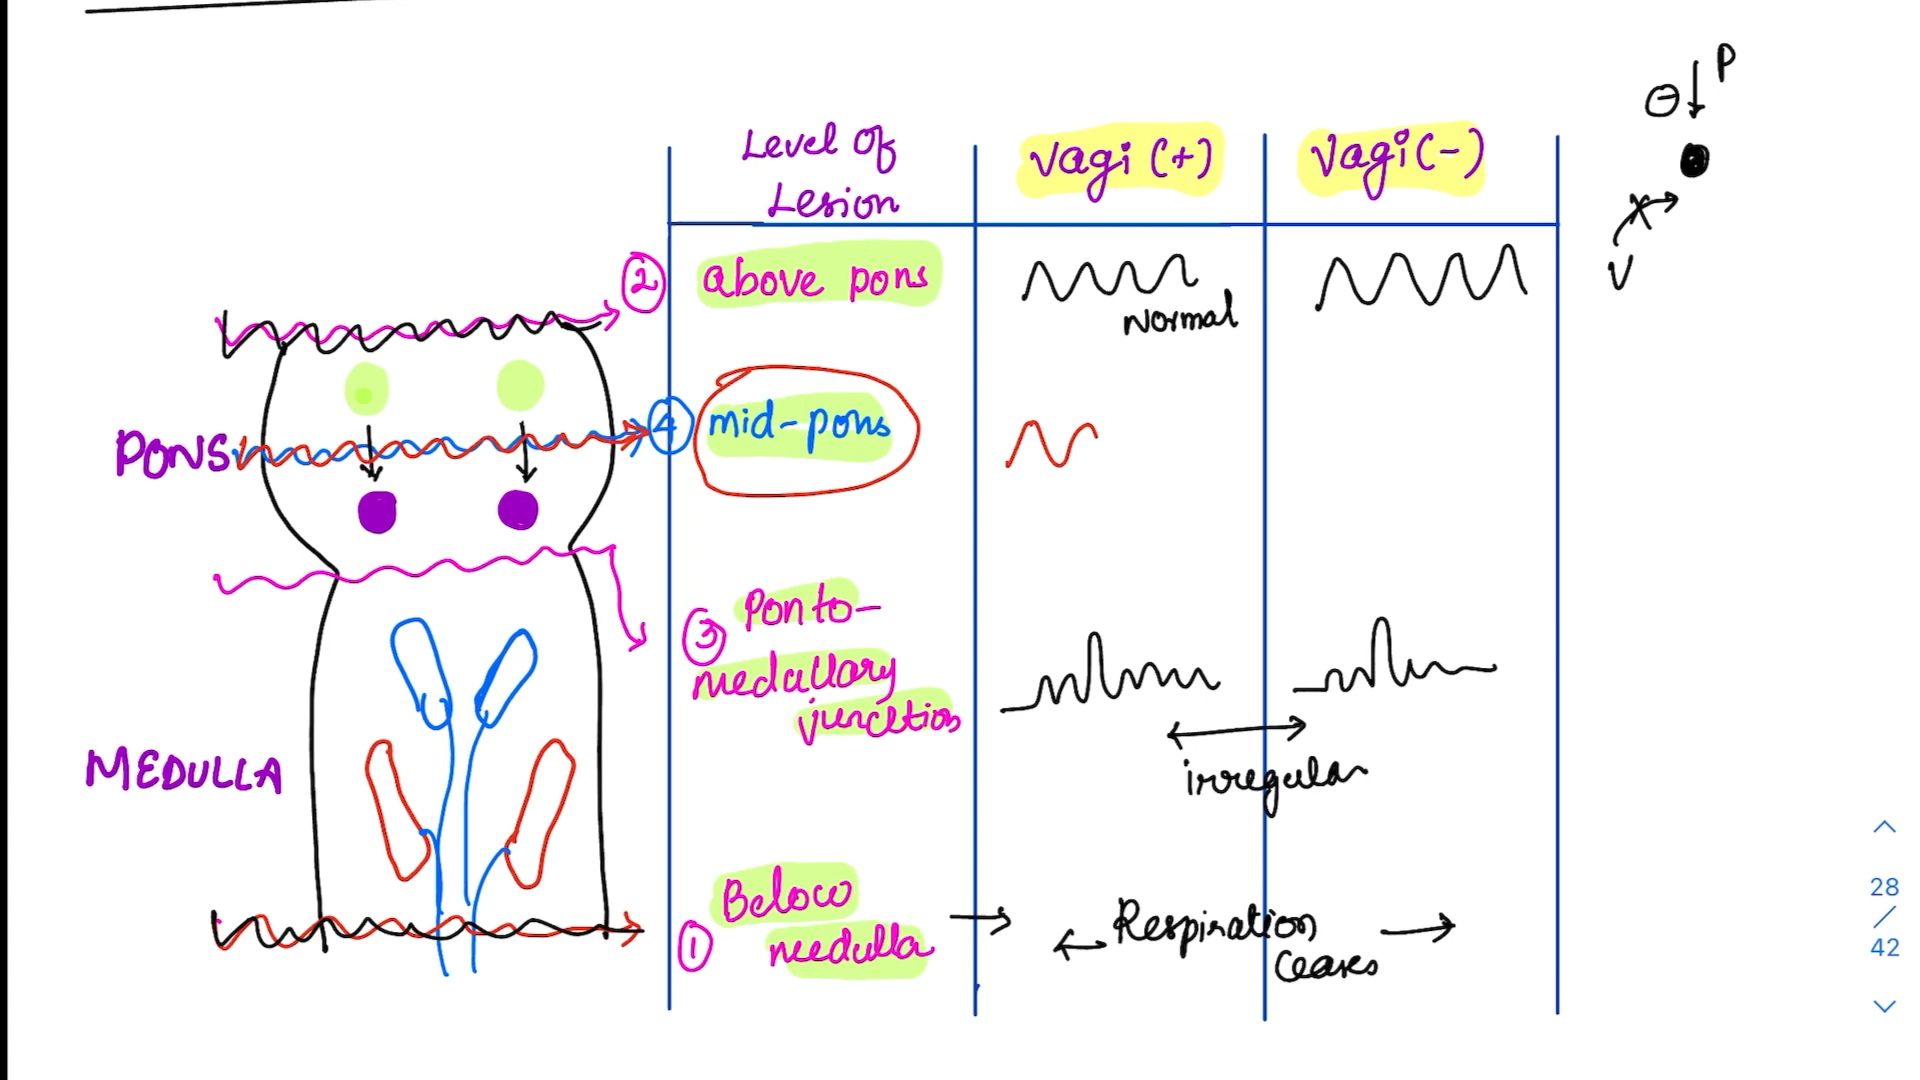 P
Level Of
Lesion
Vagi (+)
Vagi (-)
V
2
above pons
Normal
4
mid-pons
PONS
3
Ponto-
medullary
junction
irregular
MEDULLA
1
Below
medulla
Respiration
Ceases
28
/
42